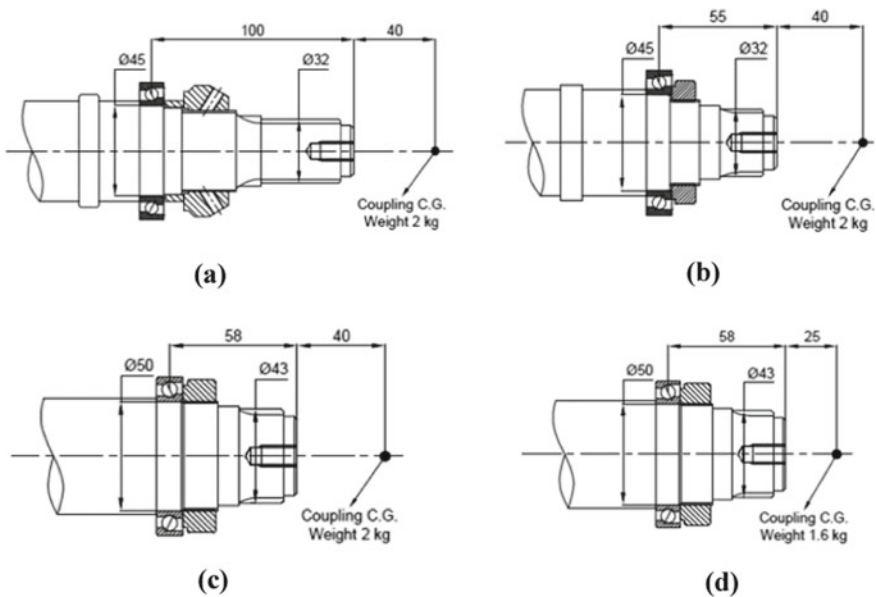 100
40
Ø45
Ø32
Coupling C.G.
Weight 2 kg
(a)
55
40
Ø45
Ø32
Coupling C.G.
Weight 2 kg
(b)
58
40
Ø50
Ø43
Coupling C.G.
Weight 2 kg
(c)
58
25
Ø50
Ø43
Coupling C.G.
Weight 1.6 kg
(d)